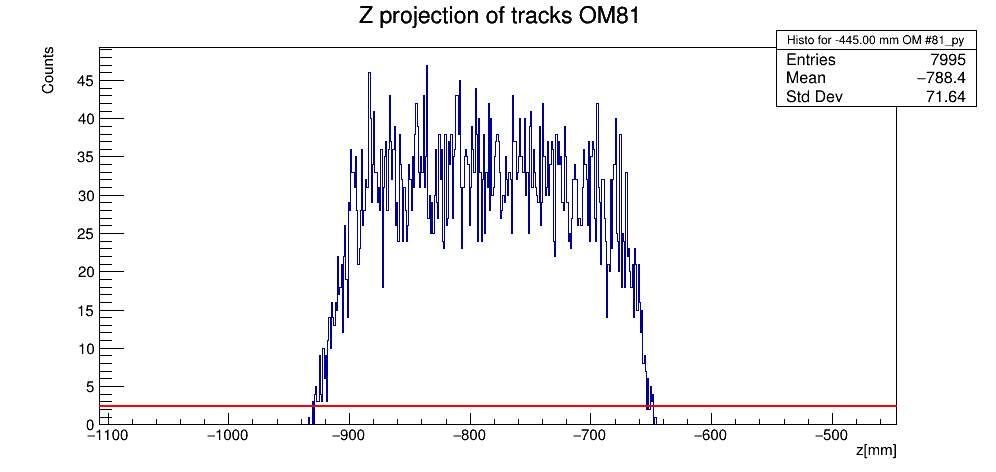 Z projection of tracks OM81
Histo for -445.00 mm OM #81_py
Entries 7995
Mean −788.4
Std Dev 71.64
Counts
45
40
35
30
25
20
15
10
5
0
−1100 −1000 −900 −800 −700 −600 −500
z[mm]